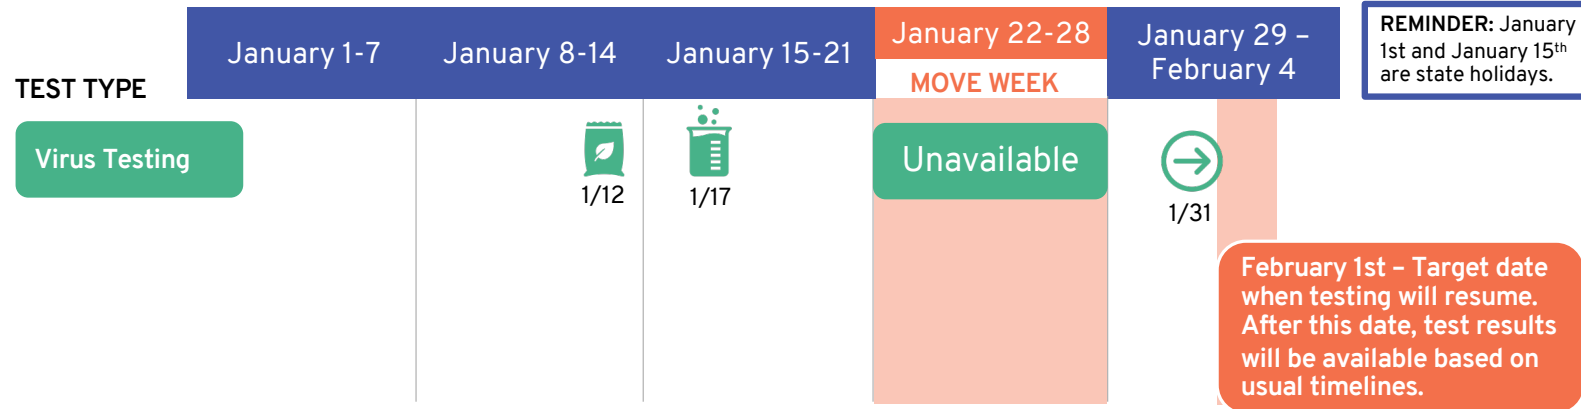 January 1-7
January 8-14
January 15-21
January 22-28
MOVE WEEK
January 29 –
February 4
REMINDER: January
1st and January 15th
are state holidays.
TEST TYPE
Virus Testing
1/12
1/17
Unavailable
1/31
February 1st – Target date
when testing will resume.
After this date, test results
will be available based on
usual timelines.